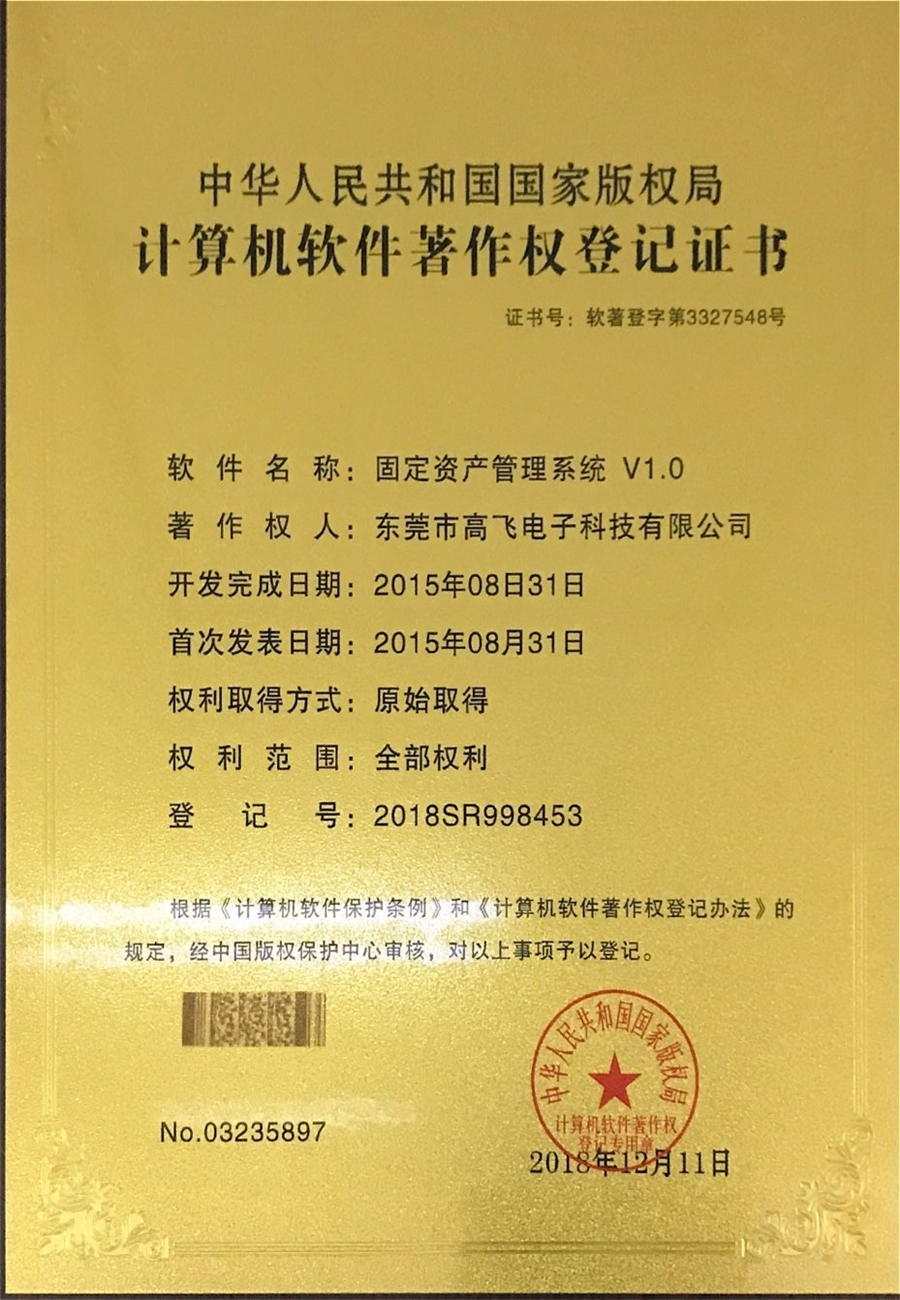 中华人民共和国国家版权局
计算机软件著作权登记证书
证书号：软著登字第3327548号
软件名称：固定资产管理系统 V1.0
著作权人：东莞市高飞电子科技有限公司
开发完成日期：2015年08日31日
首次发表日期：2015年08月31日
权利取得方式：原始取得
权利范围：全部权利
登记号：2018SR998453
根据《计算机软件保护条例》和《计算机软件著作权登记办法》的
规定，经中国版权保护中心审核，对以上事项予以登记。
中华人民共和国国家版权局
计算机软件著作权
登记专用章
No.03235897
2018年12月11日